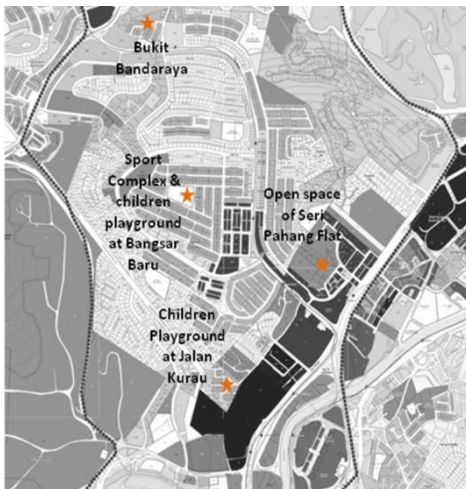 Bukit
Bandaraya
Sport
Complex &
children
playground
at Bangsar
Baru
Open space
of Seri
Pahang Flat
Children
Playground
at Jalan
Kurau